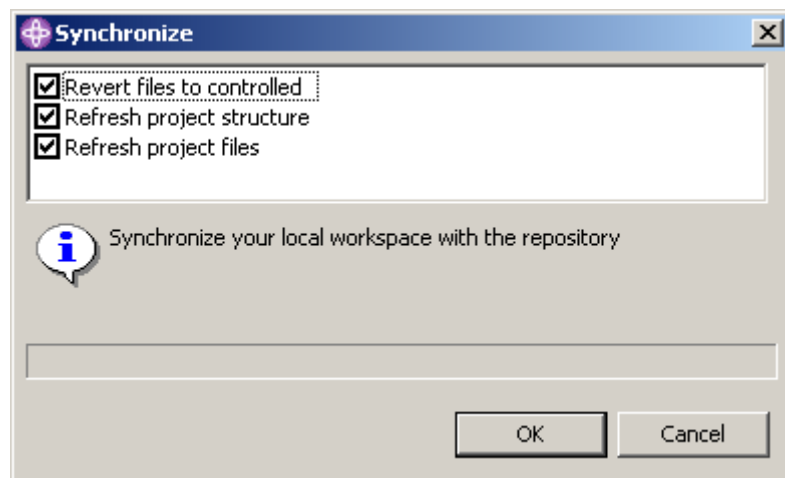 Synchronize
Revert files to controlled
Refresh project structure
Refresh project files
Synchronize your local workspace with the repository
OK
Cancel